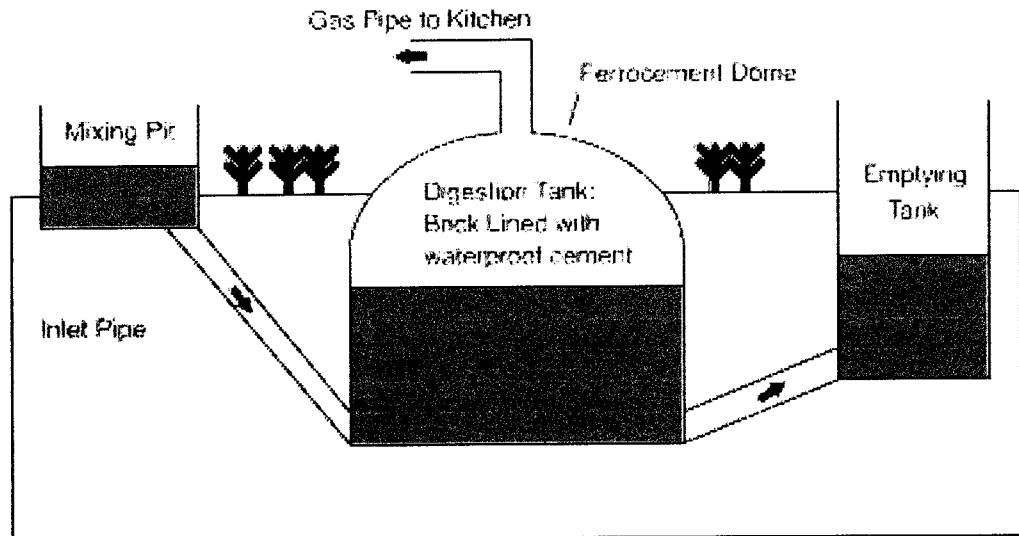 Gas Pipe to Kitchen
Ferrocement Dome
Mixing Pit
Digestion Tank:
Brick Lined with
waterproof cement
Emptying
Tank
Inlet Pipe